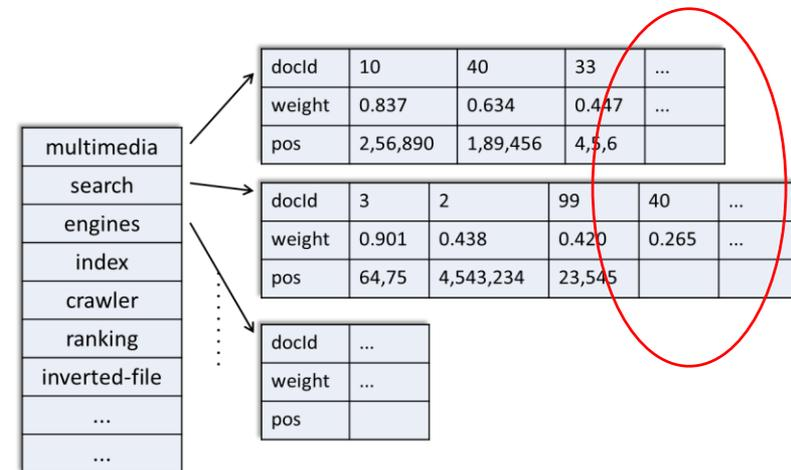 multimedia
search
engines
index
crawler
ranking
inverted-file
...
...
docId 10 40 33 ...
weight 0.837 0.634 0.447 ...
pos 2,56,890 1,89,456 4,5,6
docId 3 2 99 40 ...
weight 0.901 0.438 0.420 0.265 ...
pos 64,75 4,543,234 23,545
docId ...
weight ...
pos